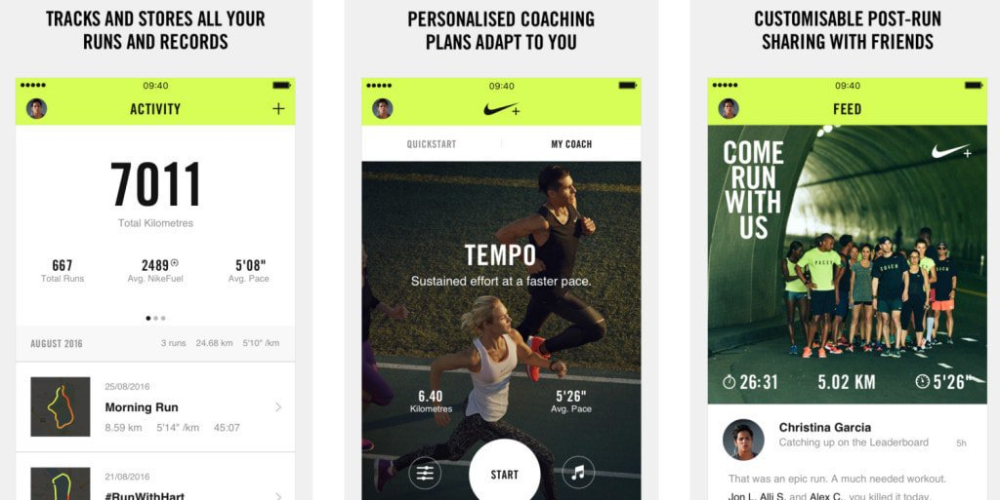 TRACKS AND STORES ALL YOUR
RUNS AND RECORDS
09:40
ACTIVITY
7011
Total Kilometres
667
Total Runs
2489
Avg. NikeFuel
5'08"
Avg. Pace
AUGUST 2016
3 runs 24.68 km 5'10" /km
25/08/2016
Morning Run
8.59 km 5'14" /km 45:07
21/08/2016
#RunWithHart
PERSONALISED COACHING
PLANS ADAPT TO YOU
09:40
QUICKSTART
MY COACH
TEMPO
Sustained effort at a faster pace.
6.40
Kilometres
5'26"
Avg. Pace
START
CUSTOMISABLE POST-RUN
SHARING WITH FRIENDS
09:40
FEED
COME
RUN
WITH
US
PACER
COACH
COACH
26:31 5.02 KM 5'26"
Christina Garcia
Catching up on the Leaderboard
5h
That was an epic run. A much needed workout.
Jon L, Alli S. and Alex C., you killed it today.